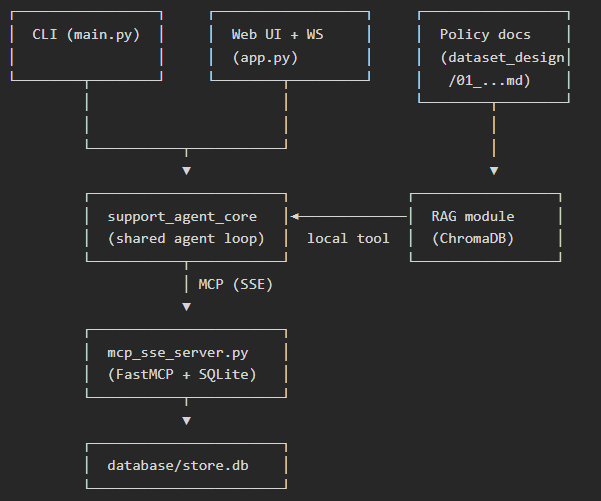 CLI (main.py)
Web UI + WS
(app.py)
Policy docs
(dataset_design
/01_...md)
support_agent_core
(shared agent loop)
local tool
RAG module
(ChromaDB)
MCP (SSE)
mcp_sse_server.py
(FastMCP + SQLite)
database/store.db